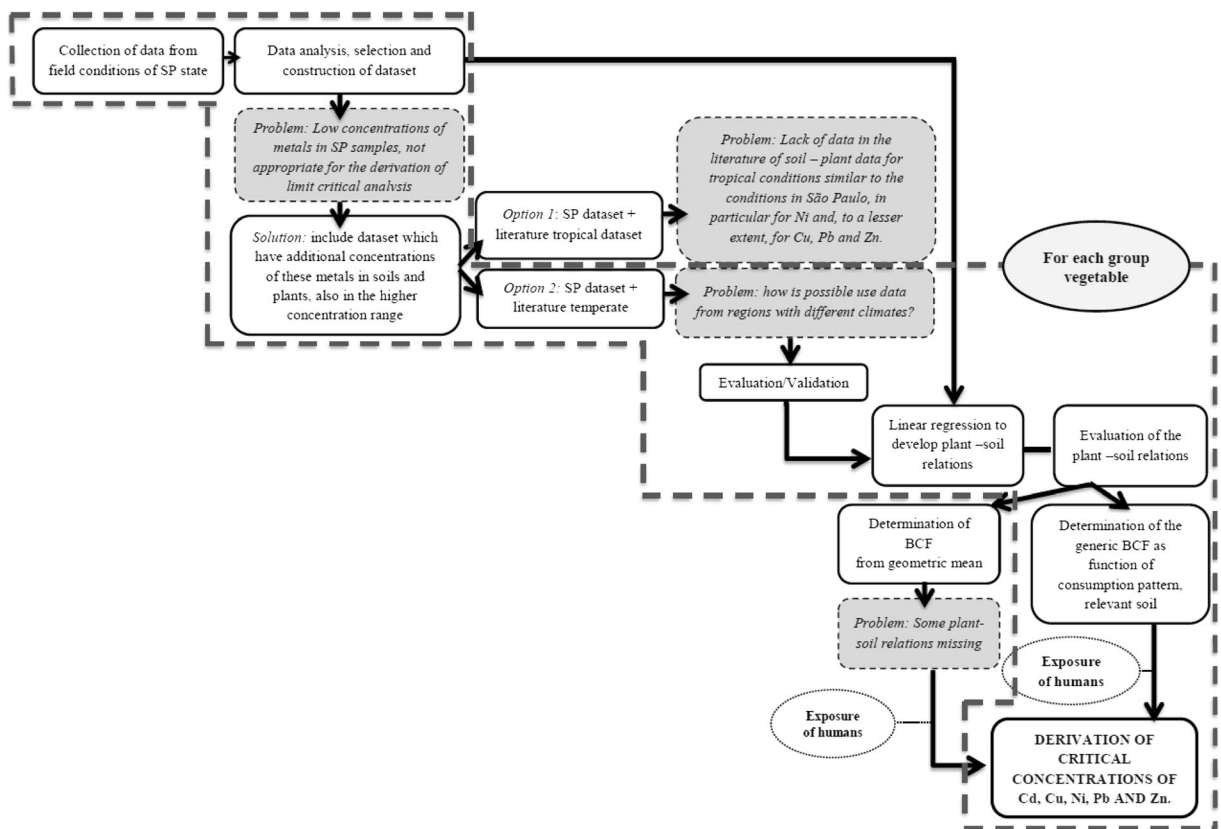 Collection of data from
field conditions of SP state
Data analysis, selection and
construction of dataset
Problem: Low concentrations of
metals in SP samples, not
appropriate for the derivation of
limit critical analysis
Solution: include dataset which
have additional concentrations
of these metals in soils and
plants, also in the higher
concentration range
Option 1: SP dataset +
literature tropical dataset
Problem: Lack of data in the
literature of soil – plant data for
tropical conditions similar to the
conditions in São Paulo, in
particular for Ni and, to a lesser
extent, for Cu, Pb and Zn.
Option 2: SP dataset +
literature temperate
Problem: how is possible use data
from regions with different climates?
For each group
vegetable
Evaluation/Validation
Linear regression to
develop plant –soil
relations
Evaluation of the
plant –soil relations
Determination of
BCF
from geometric mean
Determination of the
generic BCF as
function of
consumption pattern,
relevant soil
Problem: Some plant-
soil relations missing
Exposure
of humans
Exposure
of humans
DERIVATION OF
CRITICAL
CONCENTRATIONS OF
Cd, Cu, Ni, Pb AND Zn.